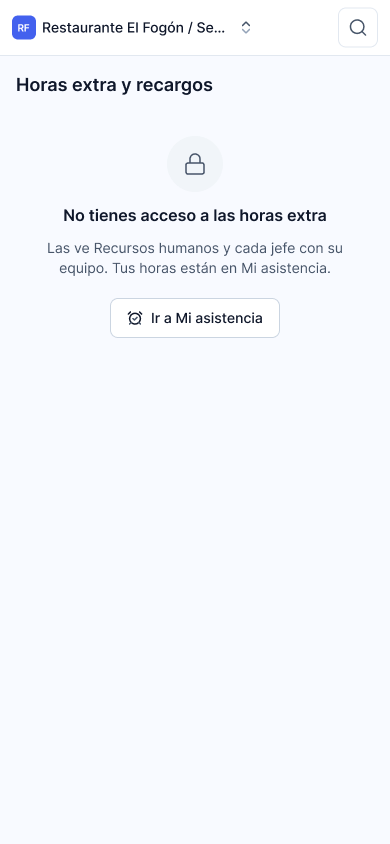 RF Restaurante El Fogón / Se...
Horas extra y recargos
No tienes acceso a las horas extra
Las ve Recursos humanos y cada jefe con su
equipo. Tus horas están en Mi asistencia.
Ir a Mi asistencia